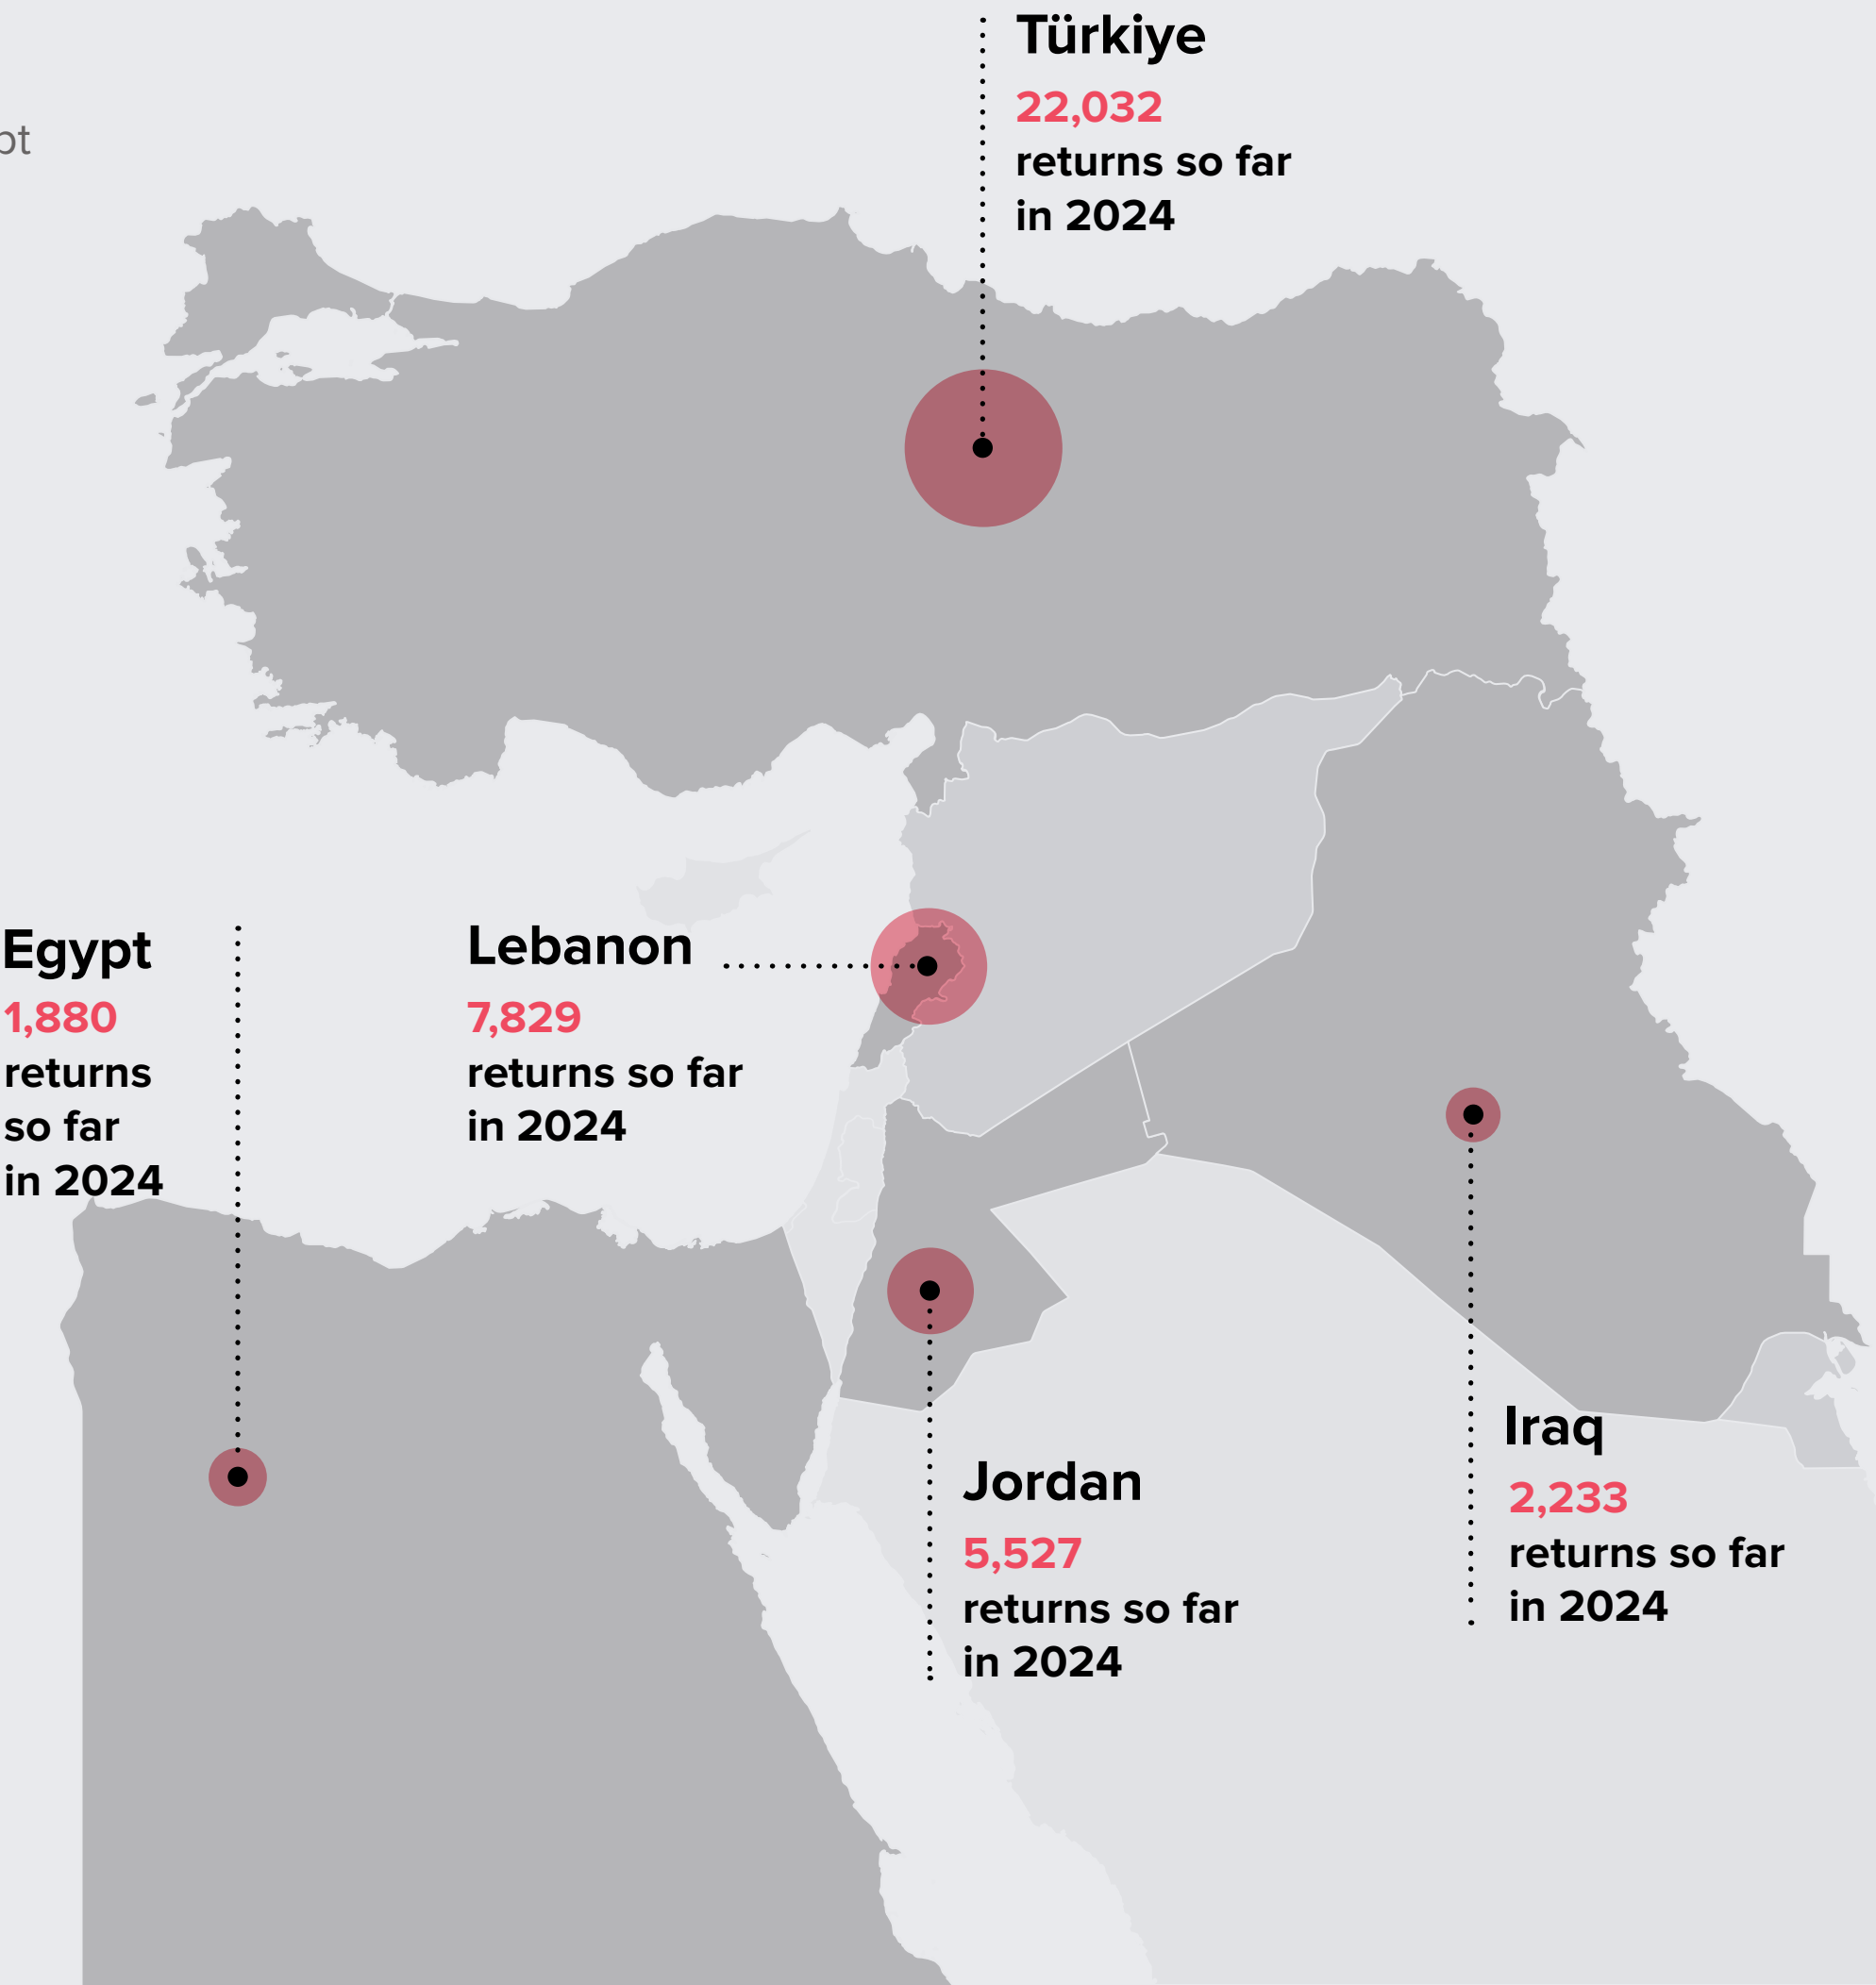 Türkiye
22,032
returns so far
in 2024
Egypt
1,880
returns
so far
in 2024
Lebanon
7,829
returns so far
in 2024
Jordan
5,527
returns so far
in 2024
Iraq
2,233
returns so far
in 2024